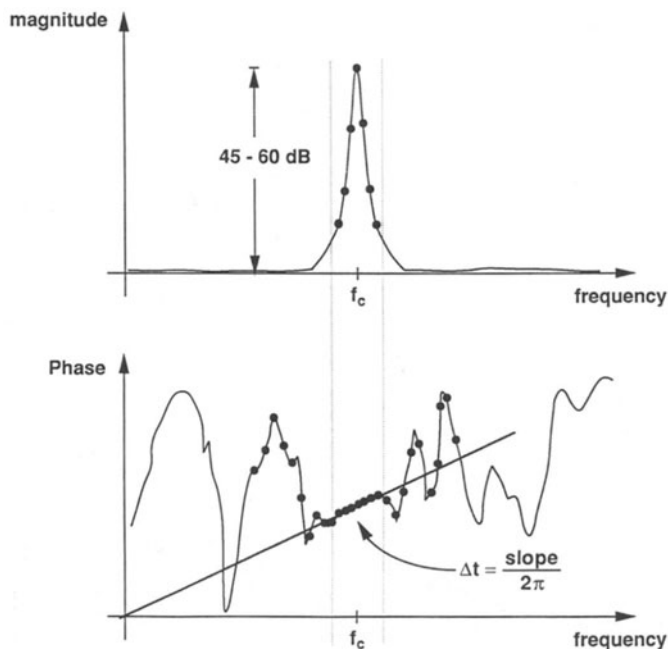 magnitude
45 - 60 dB
f_c
frequency
Phase
Δt = slope / 2π
f_c
frequency